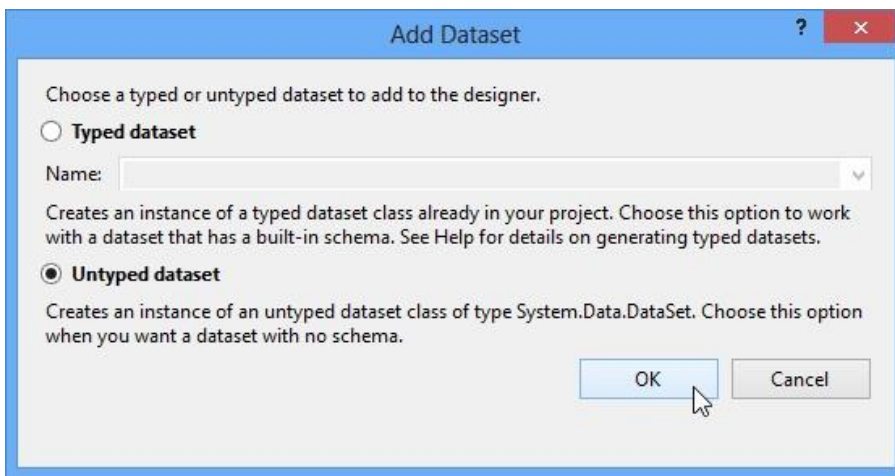 Add Dataset
?
Choose a typed or untyped dataset to add to the designer.
Typed dataset
Name:
Creates an instance of a typed dataset class already in your project. Choose this option to work
with a dataset that has a built-in schema. See Help for details on generating typed datasets.
Untyped dataset
Creates an instance of an untyped dataset class of type System.Data.DataSet. Choose this option
when you want a dataset with no schema.
OK Cancel